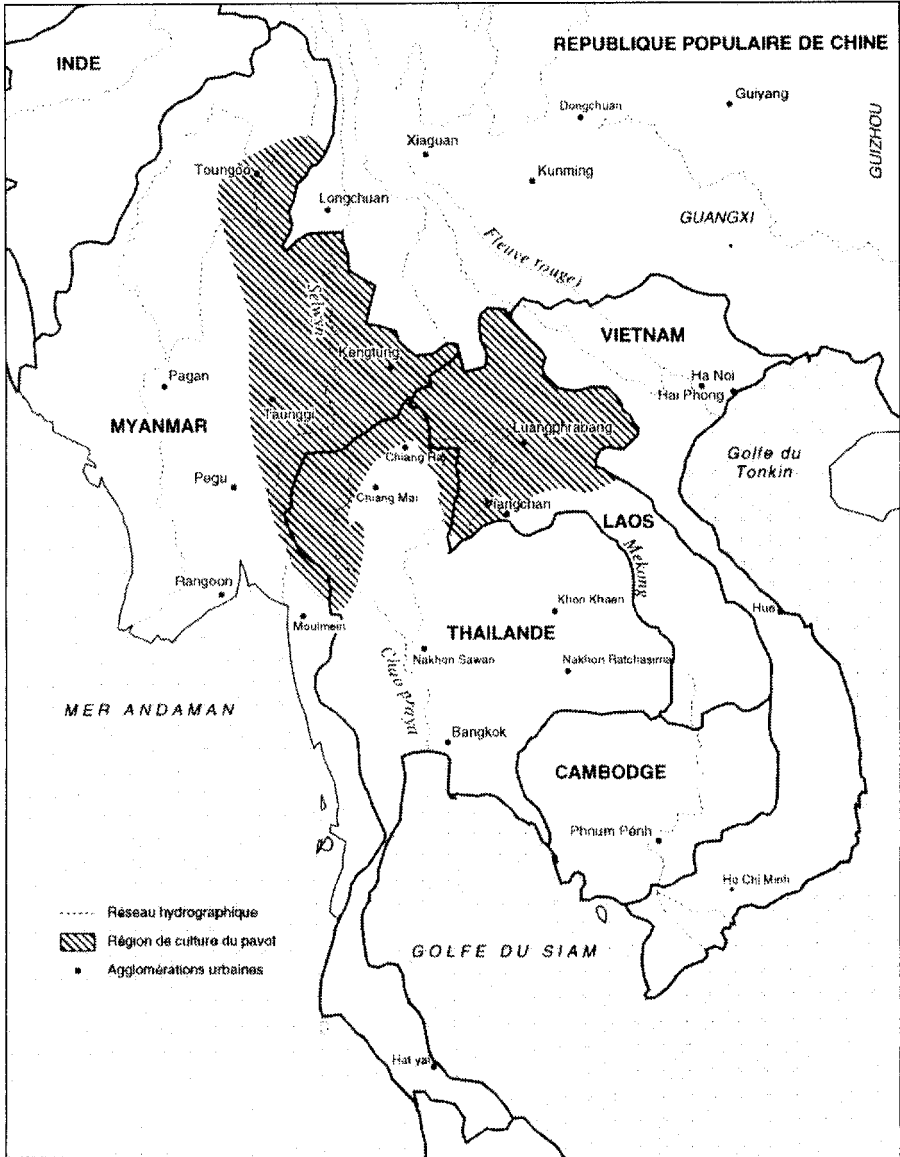 REPUBLIQUE POPULAIRE DE CHINE
INDE
Dongchuan
Guiyang
GUIZHOU
Xiaguan
Toungoo
Kunming
Longchuan
GUANGXI
Fleuve rouge)
VIETNAM
Kengtung
Pagan
Ha Noi
Hai Phong
Taunggi
MYANMAR
Luangphrabang
Chiang Rai
Golfe du
Tonkin
Pegu
Chiang Mai
Viangchan
LAOS
Mekong
Rangoon
Khon Khaen
Hue
Moulmein
THAILANDE
Nakhon Sawan
Nakhon Ratchasima
Chao praya
MER ANDAMAN
Bangkok
CAMBODGE
Phnum Pénh
Ho Chi Minh
Réseau hydrographique
Région de culture du pavot
Agglomérations urbaines
GOLFE DU SIAM
Hat yai